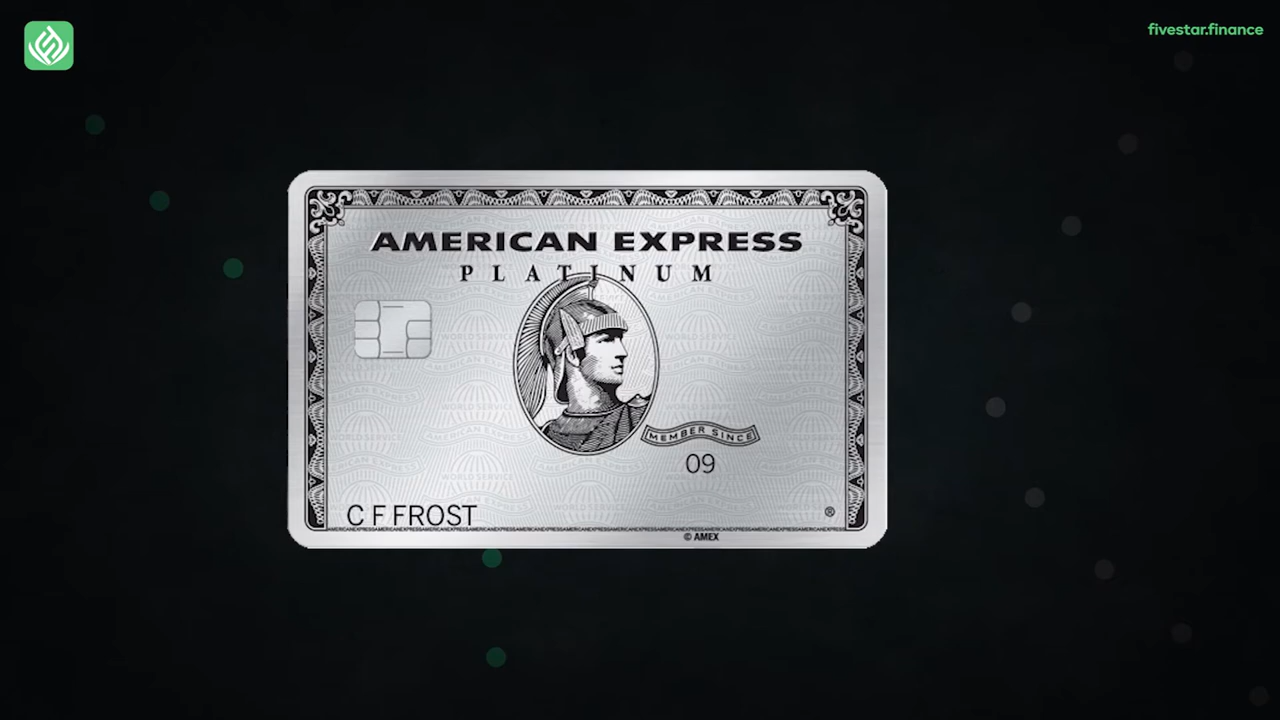 fivestar.finance
AMERICAN EXPRESS
PLATINUM
MEMBER SINCE
09
C F FROST
®
© AMEX